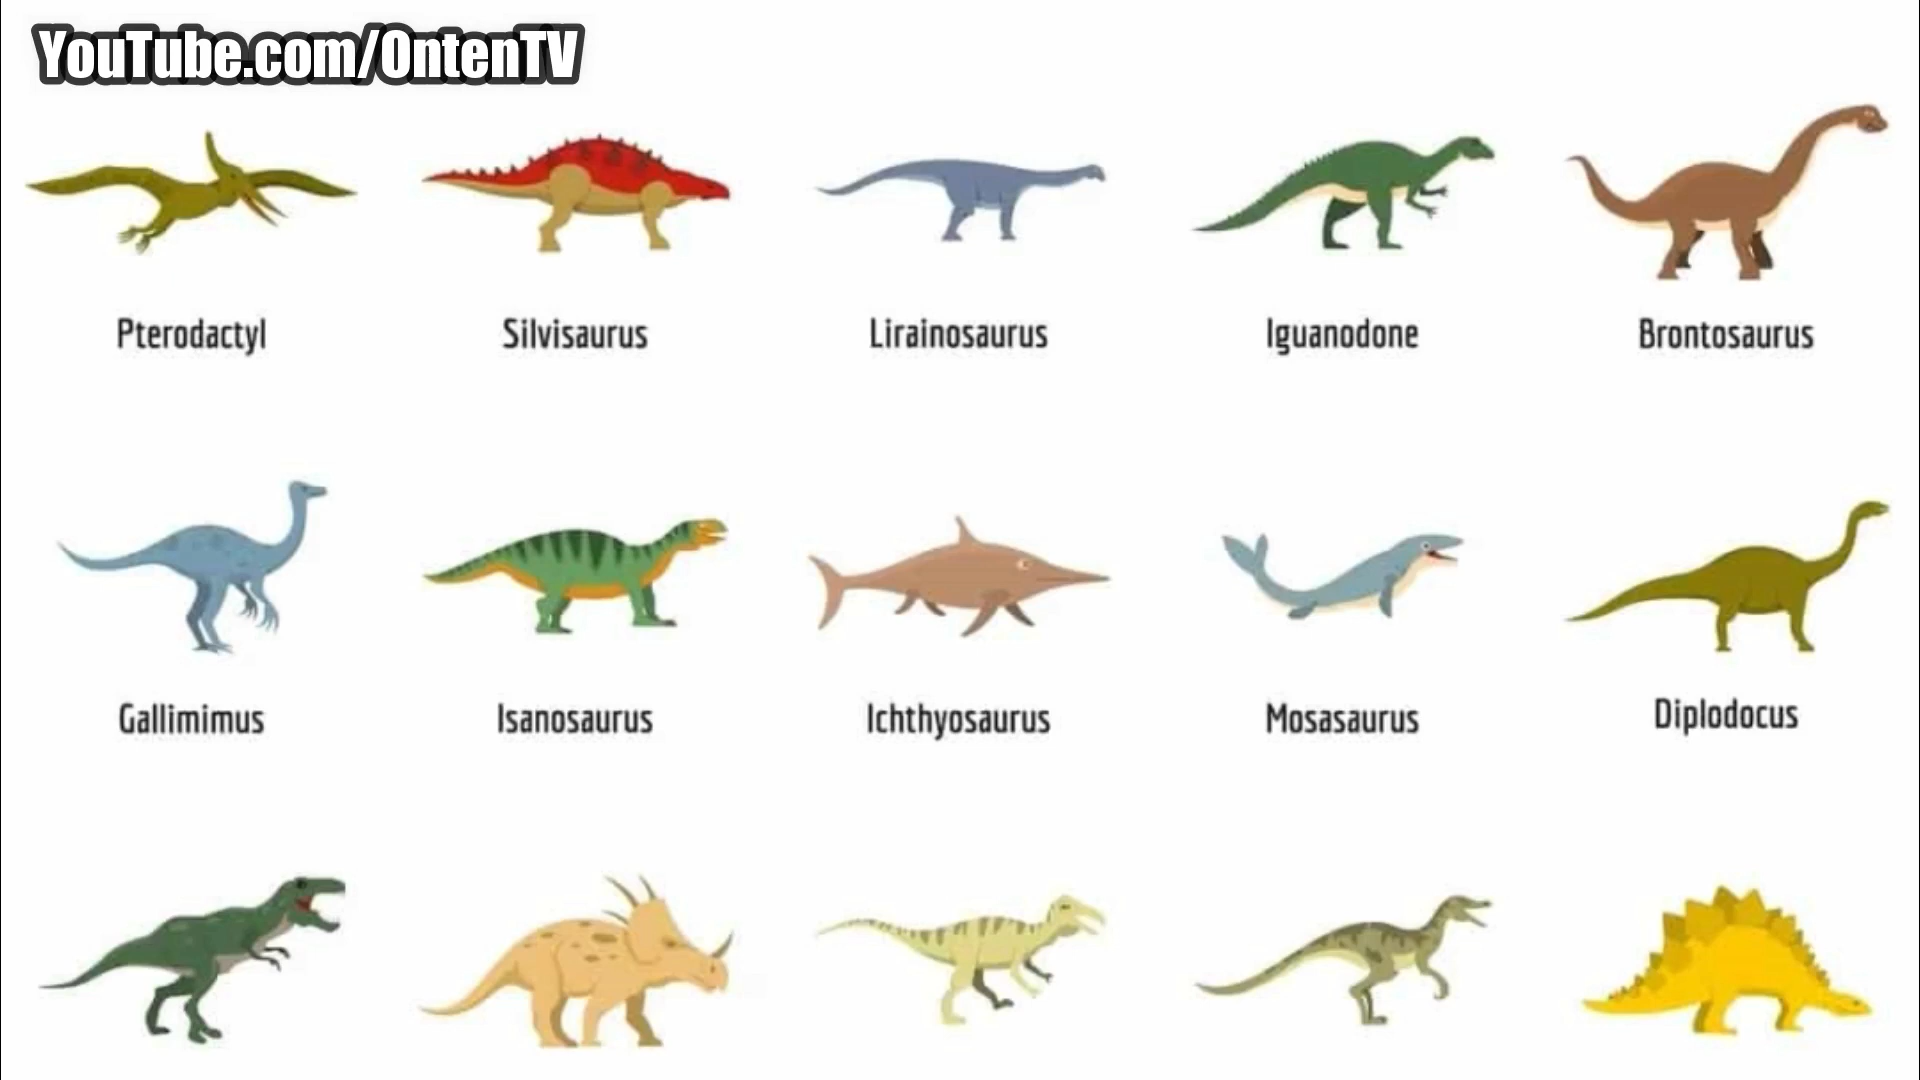 YouTube.com/OntenTV
Pterodactyl
Silvisaurus
Lirainosaurus
Iguanodone
Brontosaurus
Gallimimus
Isanosaurus
Ichthyosaurus
Mosasaurus
Diplodocus